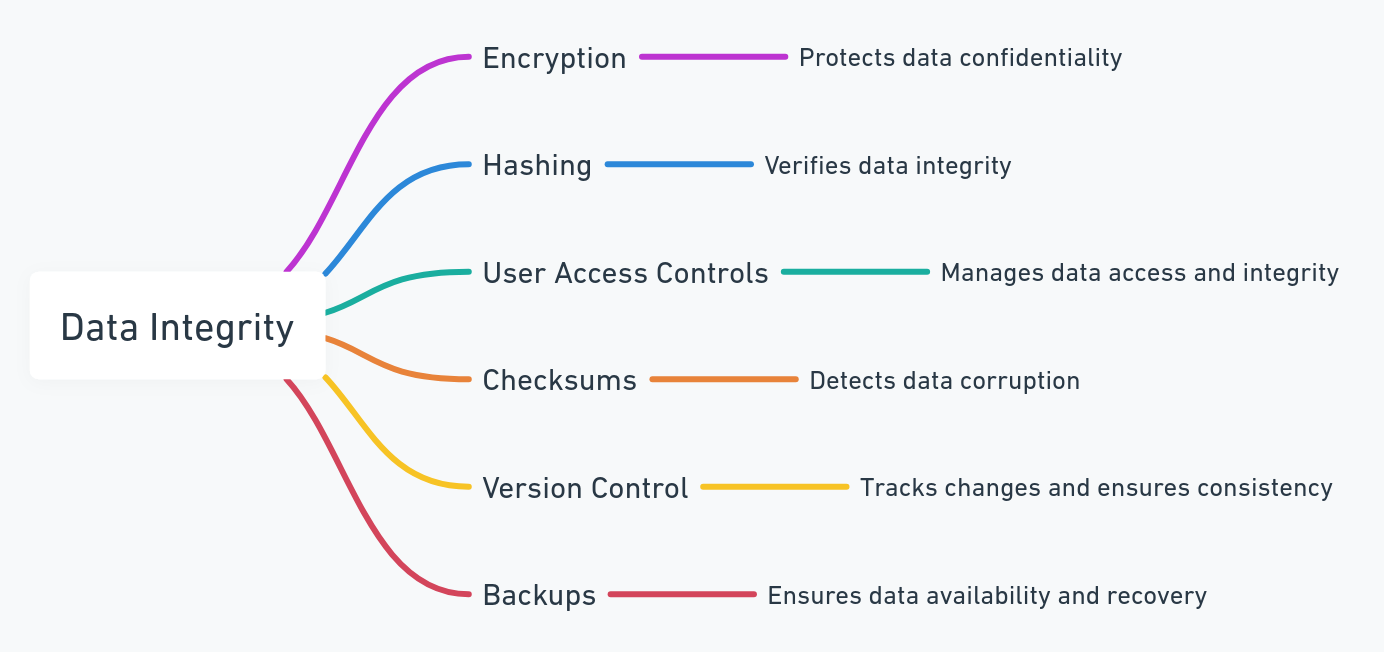 Encryption
Protects data confidentiality
Hashing
Verifies data integrity
User Access Controls
Manages data access and integrity
Data Integrity
Checksums
Detects data corruption
Version Control
Tracks changes and ensures consistency
Backups
Ensures data availability and recovery